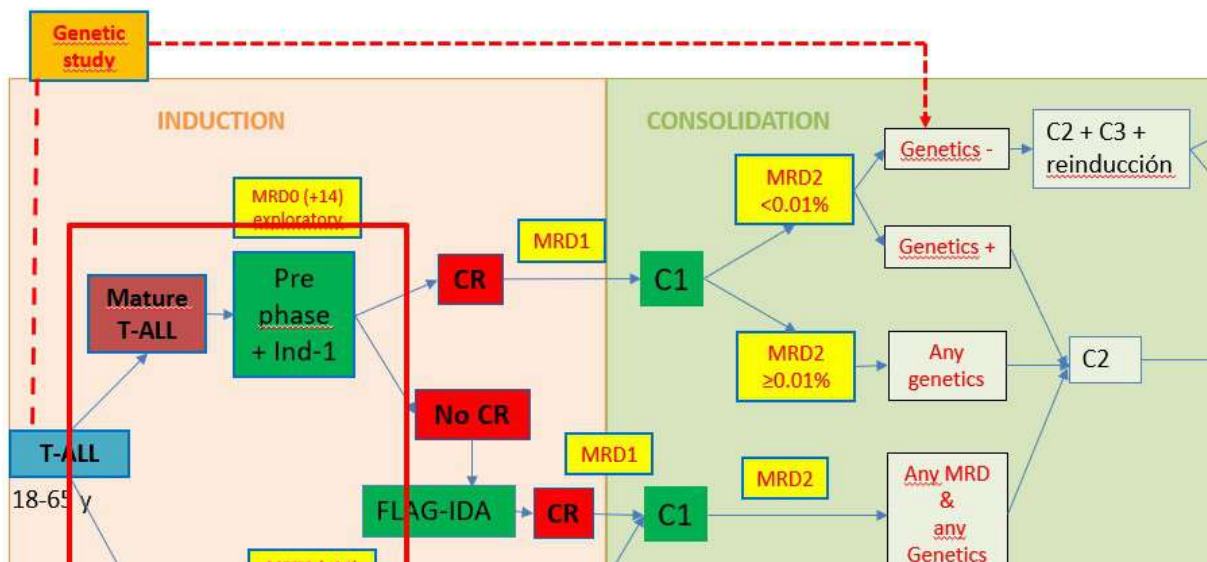 Genetic
study
INDUCTION
CONSOLIDATION
MRD0 (+14)
exploratory
Mature
T-ALL
Pre
phase
+ Ind-1
CR
MRD1
C1
MRD2
<0.01%
Genetics -
C2 + C3 +
reinducción
Genetics +
MRD2
≥0.01%
Any
genetics
C2
No CR
T-ALL
18-65 y
FLAG-IDA
CR
MRD1
C1
MRD2
Any MRD
&
any
Genetics